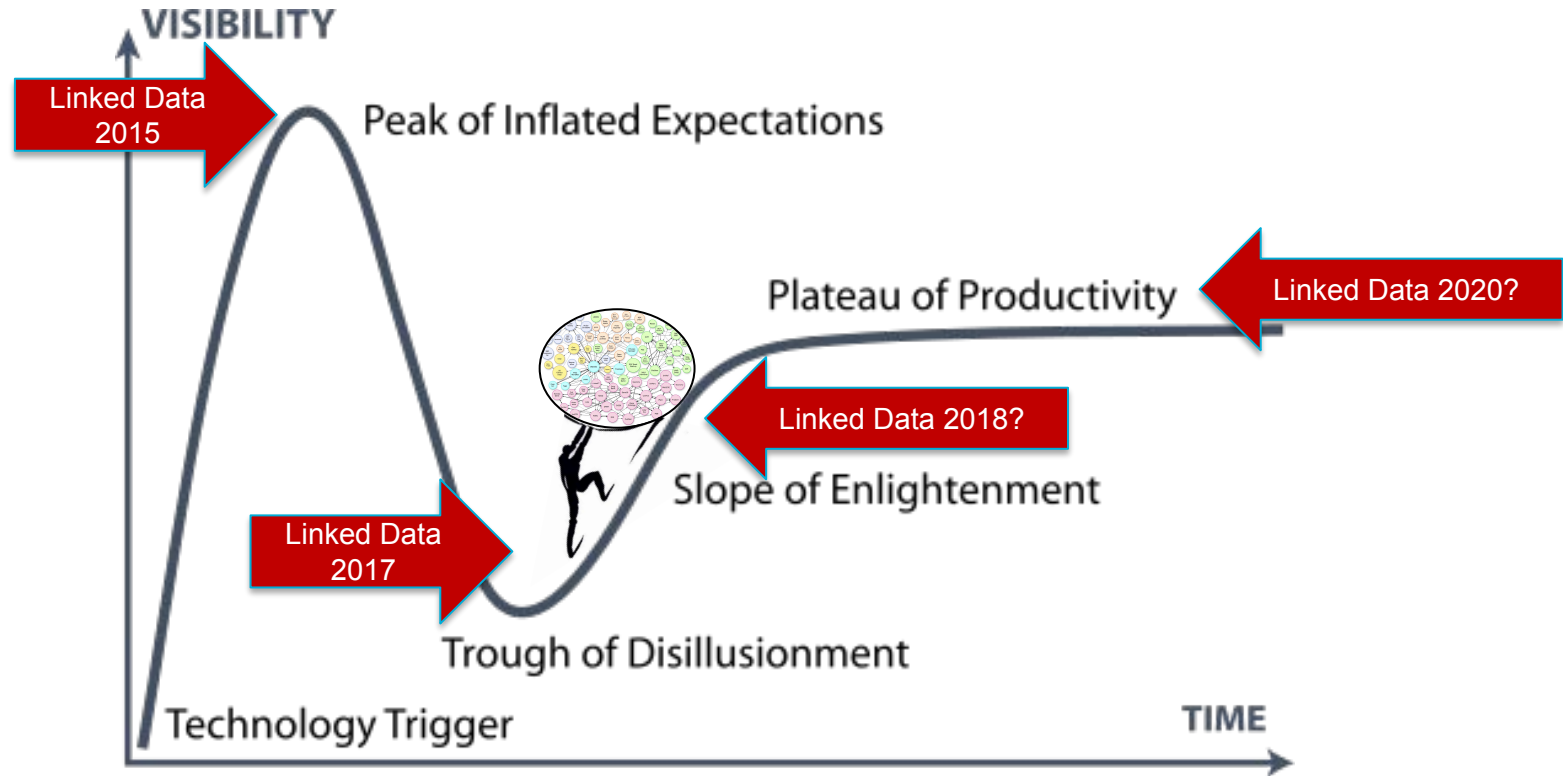 VISIBILITY
Linked Data
2015
Peak of Inflated Expectations
Plateau of Productivity
Linked Data 2020?
Linked Data 2018?
Slope of Enlightenment
Linked Data
2017
Trough of Disillusionment
Technology Trigger
TIME